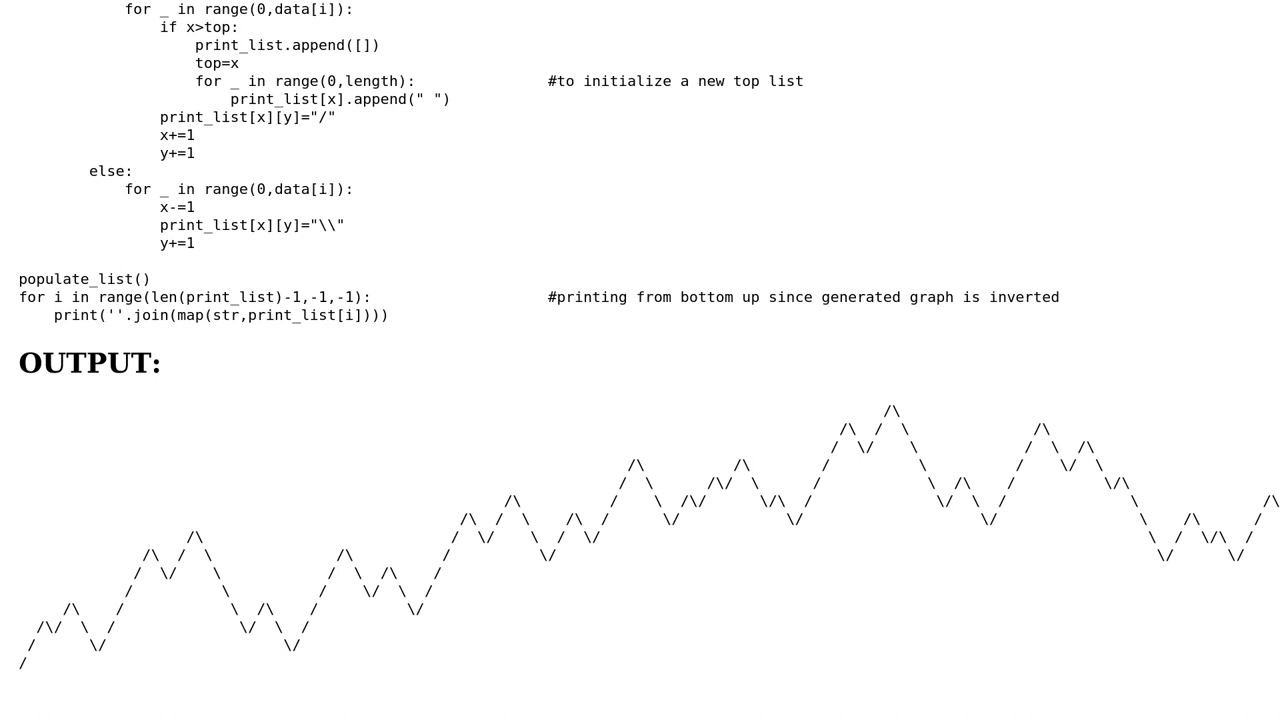 for _ in range(0,data[i]):
                if x>top:
                    print_list.append([])
                    top=x
                    for _ in range(0,length):               #to initialize a new top list
                        print_list[x].append(" ")
                print_list[x][y]="/"
                x+=1
                y+=1
        else:
            for _ in range(0,data[i]):
                x-=1
                print_list[x][y]="\\"
                y+=1
populate_list()
for i in range(len(print_list)-1,-1,-1):                    #printing from bottom up since generated graph is inverted
    print(''.join(map(str,print_list[i])))
OUTPUT:
                                                                                                  /\
                                                                                             /\  /  \              /\
                                                                                            /  \/    \            /  \  /\
                                                                     /\          /\        /          \          /    \/  \
                                                                    /  \      /\/  \      /            \  /\    /          \/\
                                                       /\          /    \  /\/      \/\  /              \/  \  /              \              /\
                                                  /\  /  \    /\  /      \/            \/                    \/                \    /\      /
                   /\                            /  \/    \  /  \/                                                              \  /  \/\  /
              /\  /  \              /\          /          \/                                                                    \/      \/
             /  \/    \            /  \  /\    /
            /          \          /    \/  \  /
     /\    /            \  /\    /          \/
  /\/  \  /              \/  \  /
 /      \/                    \/
/